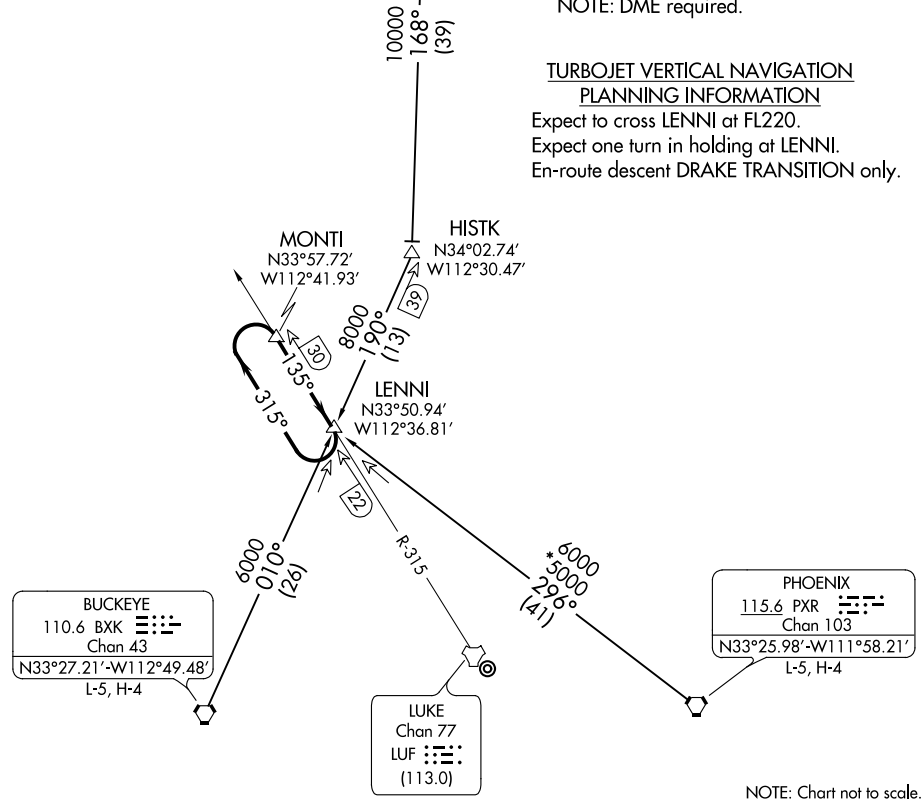 NOTE: DME required.
10000
168°
(39)
TURBOJET VERTICAL NAVIGATION
PLANNING INFORMATION
Expect to cross LENNI at FL220.
Expect one turn in holding at LENNI.
En-route descent DRAKE TRANSITION only.
HISTK
N34°02.74'
W112°30.47'
MONTI
N33°57.72'
W112°41.93'
39
8000
190°
(13)
30
135°
315°
LENNI
N33°50.94'
W112°36.81'
22
R-315
6000
010°
(26)
6000
*5000
296°
(41)
BUCKEYE
110.6 BXK
Chan 43
N33°27.21'-W112°49.48'
L-5, H-4
PHOENIX
115.6 PXR
Chan 103
N33°25.98'-W111°58.21'
L-5, H-4
LUKE
Chan 77
LUF
(113.0)
NOTE: Chart not to scale.